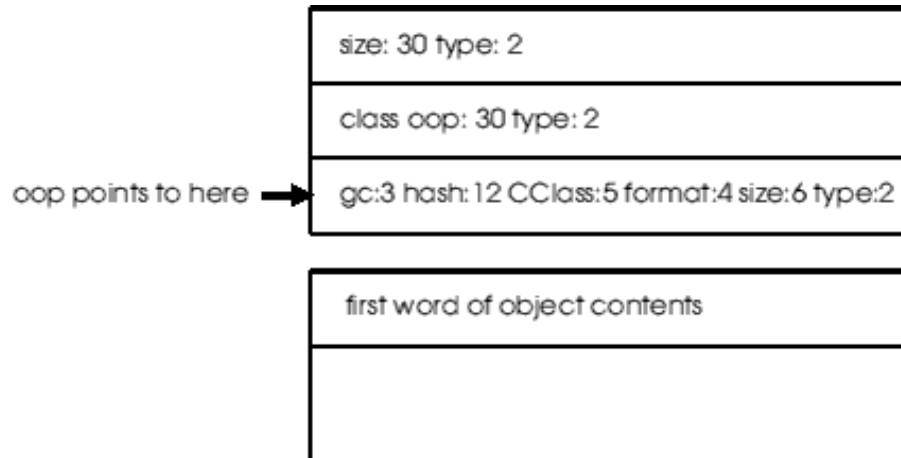 size: 30 type: 2
class oop: 30 type: 2
oop points to here
gc:3 hash:12 CClass:5 format:4 size:6 type:2
first word of object contents